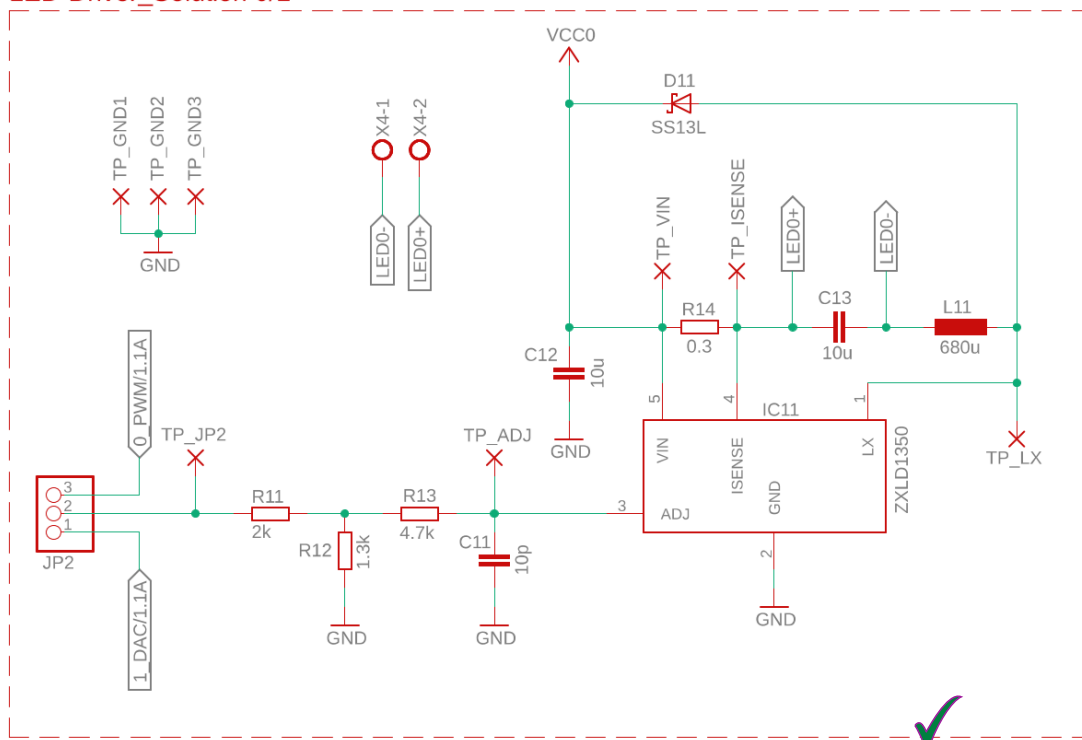 VCC0
D11
SS13L
TP_GND1
TP_GND2
TP_GND3
GND
X4-1
X4-2
LED0-
LED0+
TP_VIN
TP_ISENSE
LED0+
LED0-
R14
0.3
C13
10u
L11
680u
C12
10u
GND
0_PWM/1.1A
TP_JP2
TP_ADJ
5
4
1
IC11
VIN
ISENSE
LX
GND
ADJ
ZXLD1350
TP_LX
3
2
1
JP2
R11
2k
R12
1.3k
R13
4.7k
C11
10p
3
2
GND
GND
GND
1_DAC/1.1A